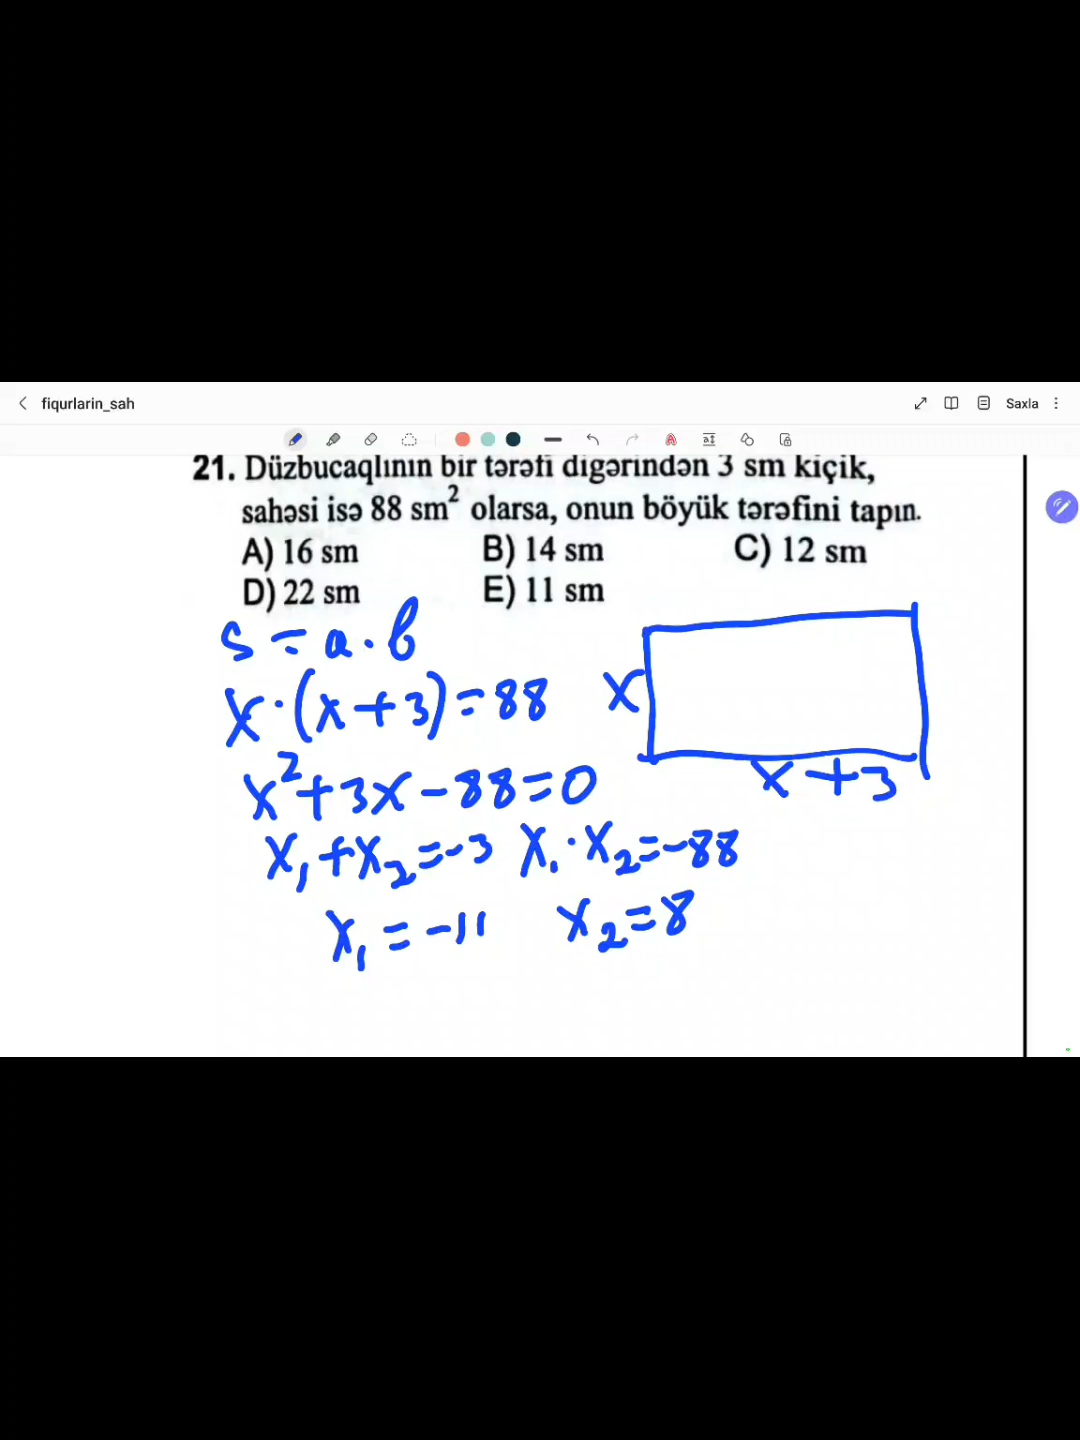 fiqurlarin_sah
Saxla
21. Düzbucaqlının bir tərəfi digərindən 3 sm kiçik,
sahəsi isə 88 sm² olarsa, onun böyük tərəfini tapın.
A) 16 sm B) 14 sm C) 12 sm
D) 22 sm E) 11 sm
S = a · b
x · (x + 3) = 88
x
x + 3
x² + 3x - 88 = 0
x₁ + x₂ = -3 x₁ · x₂ = -88
x₁ = -11 x₂ = 8